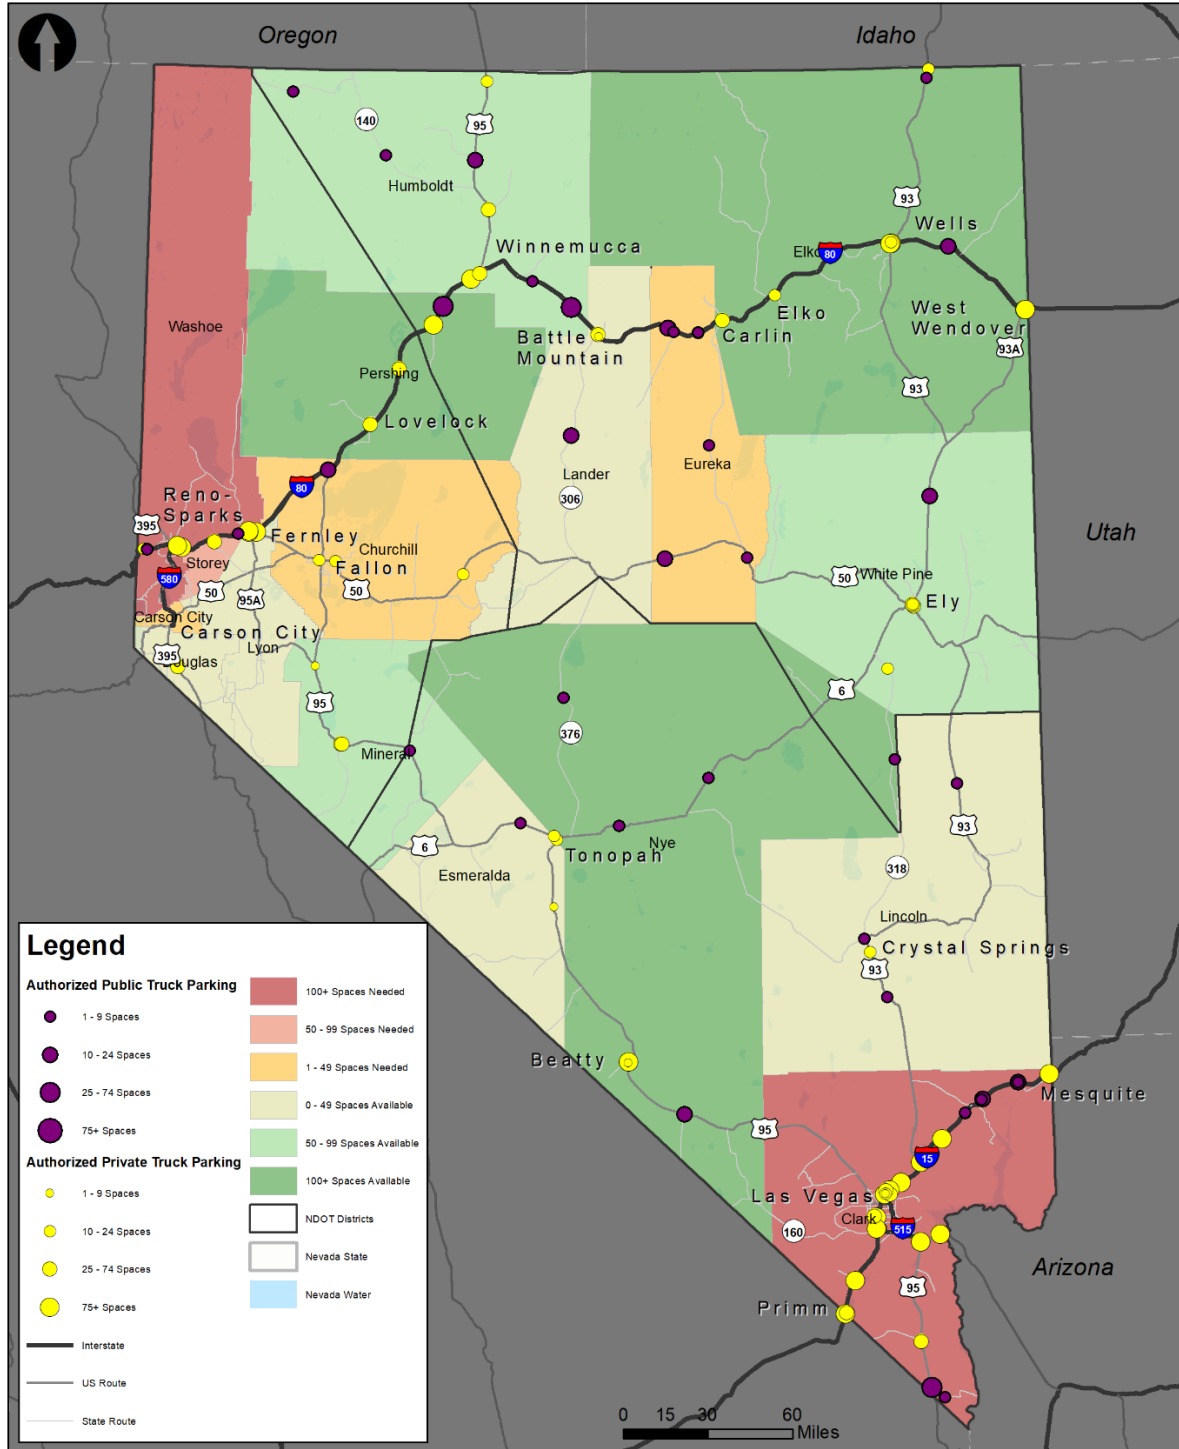 Oregon
Idaho
140
95
Humboldt
93
Wells
Winnemucca
Elko
80
Washoe
Elko
West
Wendover
Battle
Mountain
Carlin
93A
Pershing
93
Lovelock
Lander
Eureka
306
80
Reno-
Sparks
395
Fernley
Utah
Storey
Churchill
Fallon
580
50
95A
50
50
White Pine
Ely
Carson City
Carson City
Lyon
395
Douglas
95
6
376
Mineral
93
6
Nye
Tonopah
318
Esmeralda
Lincoln
Crystal Springs
93
Beatty
Mesquite
95
15
Las Vegas
Clark
160
515
Arizona
95
Primm
0 15 30 60
Miles
Legend
Authorized Public Truck Parking
1 - 9 Spaces
10 - 24 Spaces
25 - 74 Spaces
75+ Spaces
Authorized Private Truck Parking
1 - 9 Spaces
10 - 24 Spaces
25 - 74 Spaces
75+ Spaces
Interstate
US Route
State Route
100+ Spaces Needed
50 - 99 Spaces Needed
1 - 49 Spaces Needed
0 - 49 Spaces Available
50 - 99 Spaces Available
100+ Spaces Available
NDOT Districts
Nevada State
Nevada Water